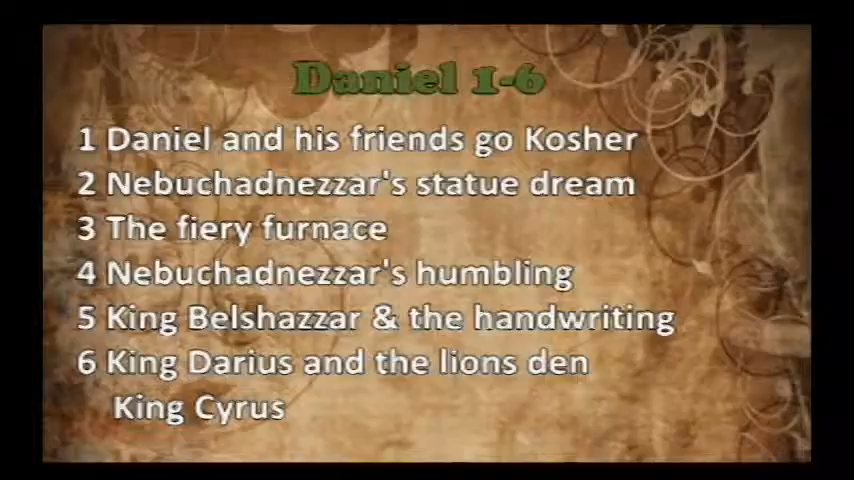 Daniel 1-6
1 Daniel and his friends go Kosher
2 Nebuchadnezzar's statue dream
3 The fiery furnace
4 Nebuchadnezzar's humbling
5 King Belshazzar & the handwriting
6 King Darius and the lions den
King Cyrus